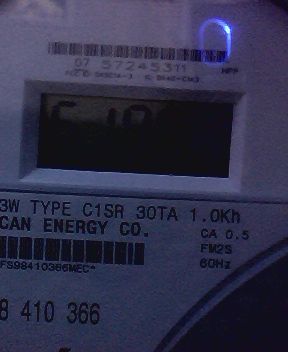 07 57245311
3W TYPE C1SR 30TA 1.0Kh
CAN ENERGY CO.
CA 0.5
FM2S
60Hz
FS98410366MEC*
8 410 366